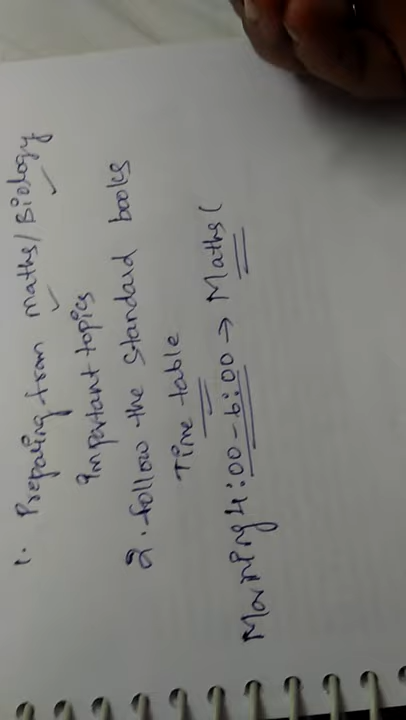 1. Preparing from maths/Biology
important topics
2. follow the standard books
Time table
Morning 4:00-6:00 → Maths (